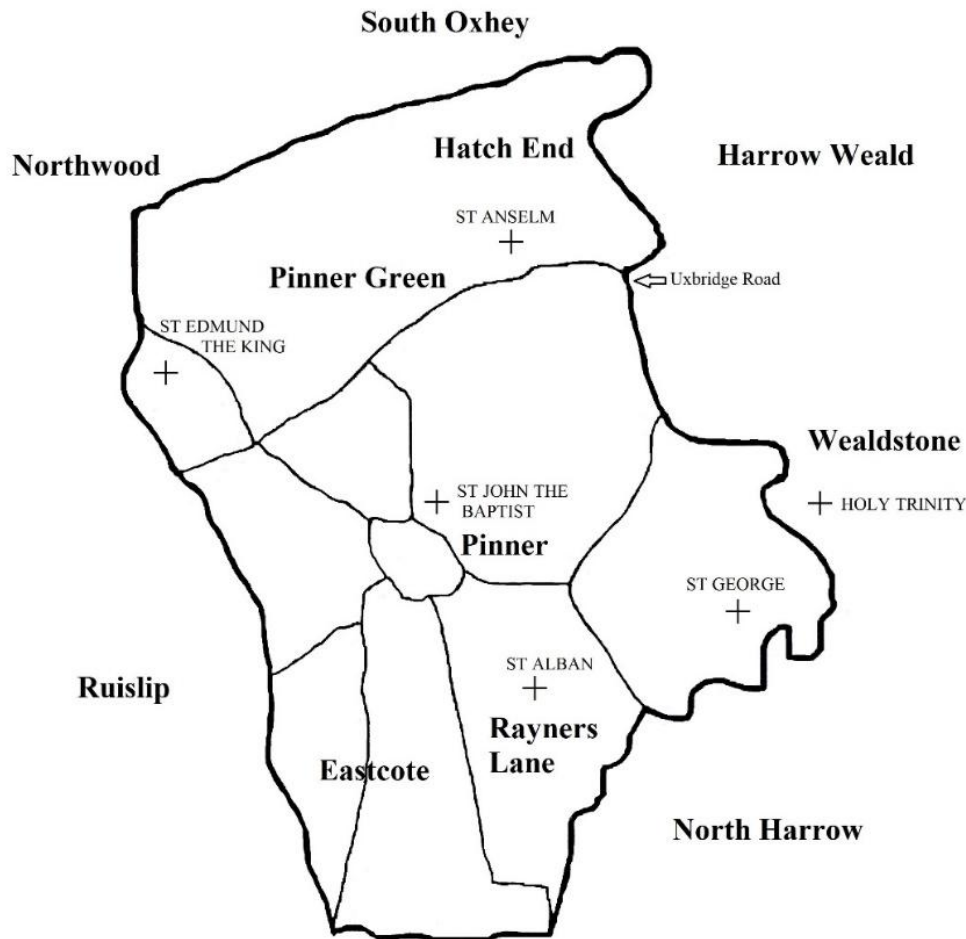 South Oxhey
Hatch End
Northwood
Harrow Weald
ST ANSELM
Pinner Green
Uxbridge Road
ST EDMUND
THE KING
Wealdstone
ST JOHN THE
BAPTIST
HOLY TRINITY
Pinner
ST GEORGE
ST ALBAN
Ruislip
Rayners
Lane
Eastcote
North Harrow